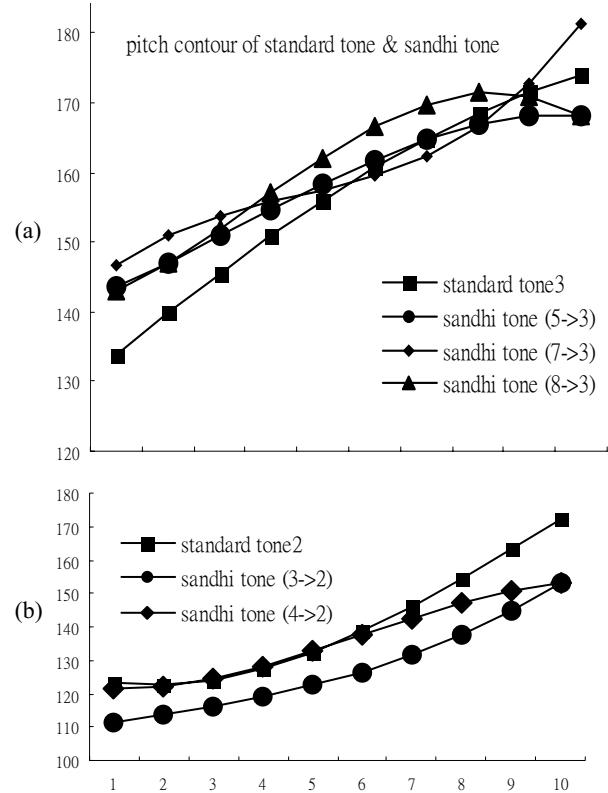 pitch contour of standard tone & sandhi tone
180
170
160
150
140
130
120
(a)
standard tone3
sandhi tone (5->3)
sandhi tone (7->3)
sandhi tone (8->3)
180
170
160
150
140
130
120
110
100
(b)
standard tone2
sandhi tone (3->2)
sandhi tone (4->2)
1 2 3 4 5 6 7 8 9 10